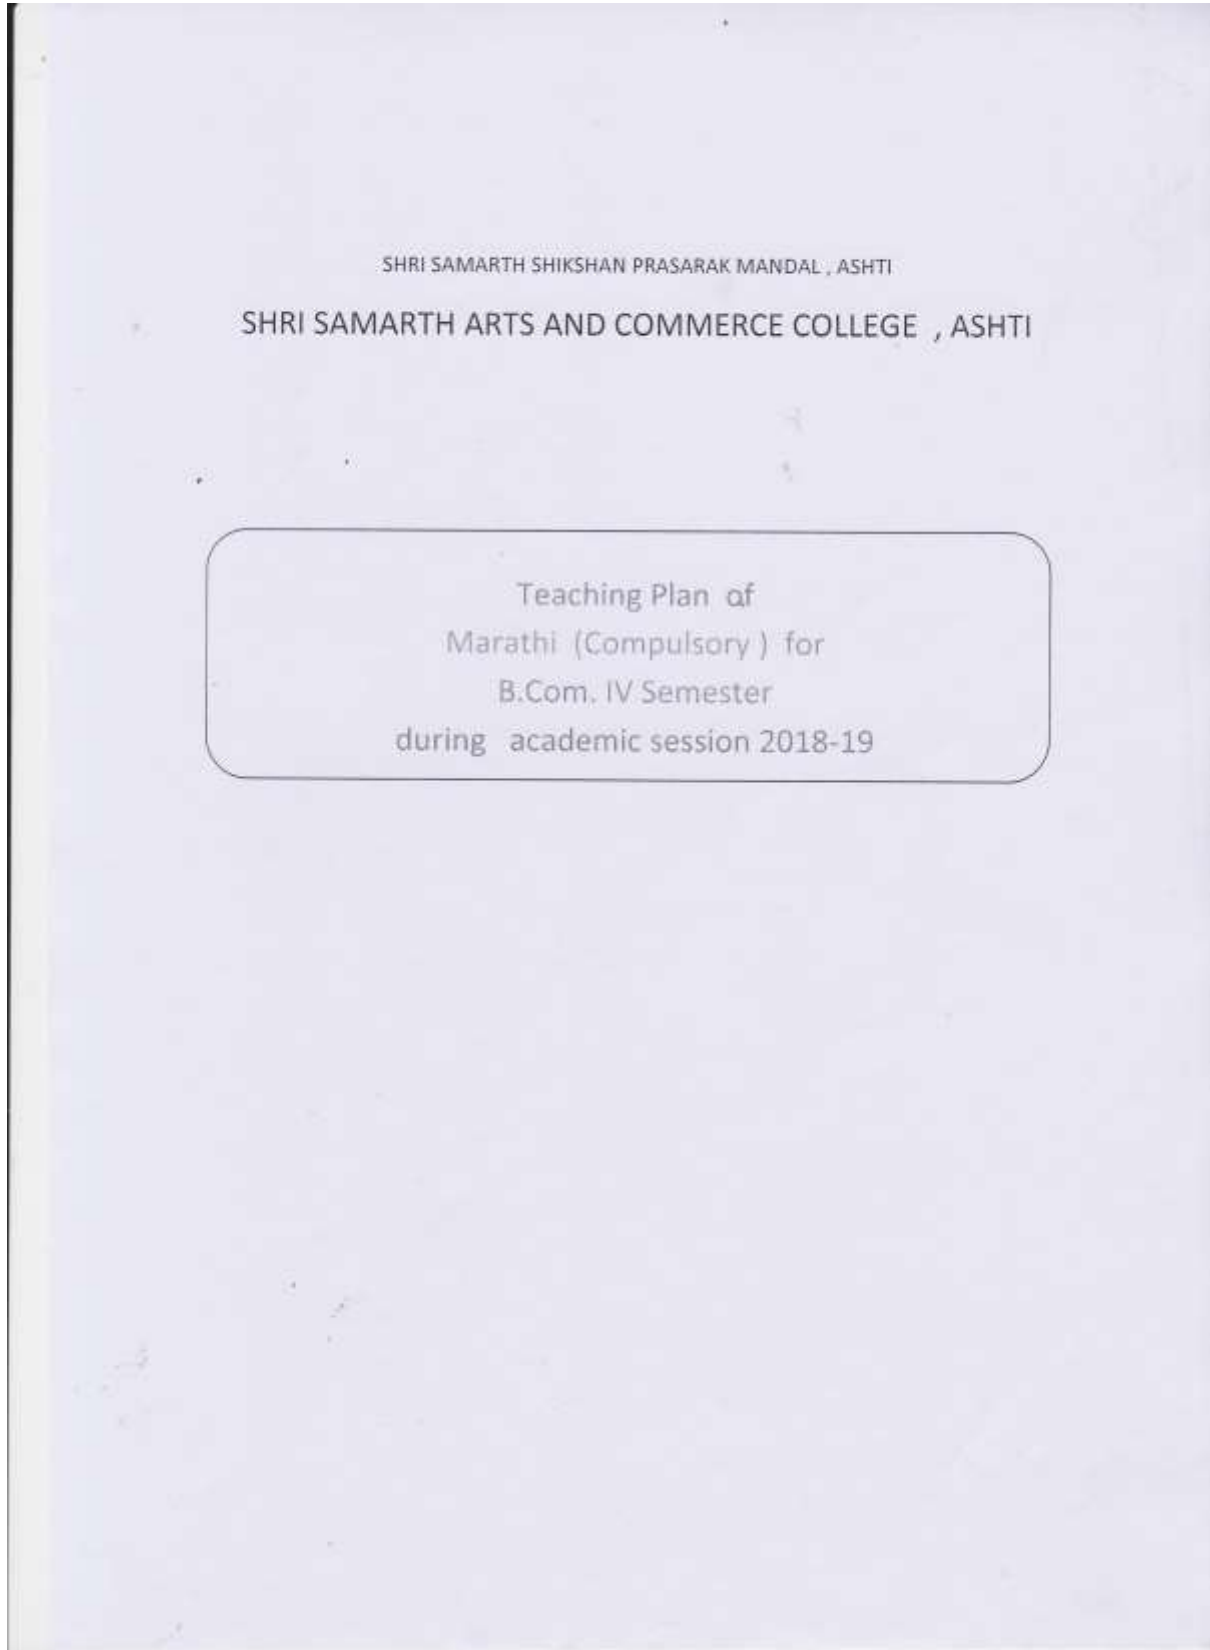 SHRI SAMARTH SHIKSHAN PRASARAK MANDAL , ASHTI
SHRI SAMARTH ARTS AND COMMERCE COLLEGE , ASHTI
Teaching Plan of
Marathi (Compulsory ) for
B.Com. IV Semester
during academic session 2018-19